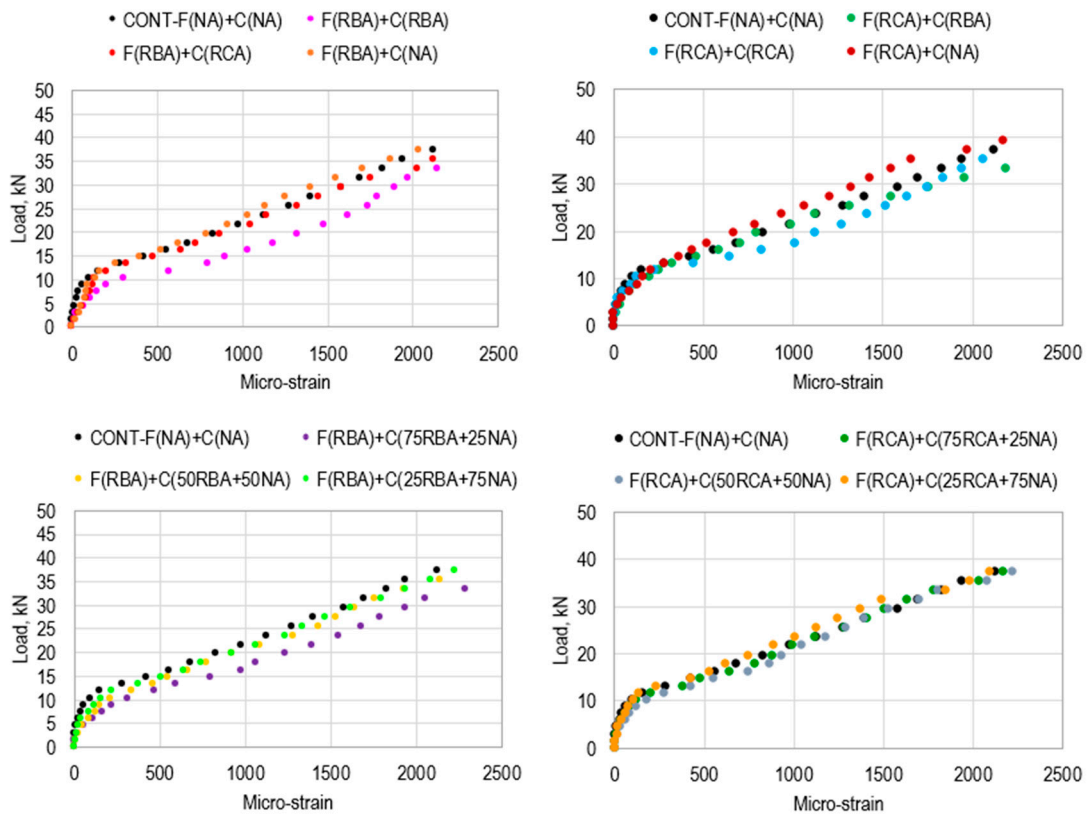 CONT-F(NA)+C(NA) F(RBA)+C(RBA)
F(RBA)+C(RCA) F(RBA)+C(NA)
50
45
40
35
30
25
20
15
10
5
0
Load, kN
0 500 1000 1500 2000 2500
Micro-strain
CONT-F(NA)+C(NA) F(RCA)+C(RBA)
F(RCA)+C(RCA) F(RCA)+C(NA)
50
40
30
20
10
0
Load, kN
0 500 1000 1500 2000 2500
Micro-strain
CONT-F(NA)+C(NA) F(RBA)+C(75RBA+25NA)
F(RBA)+C(50RBA+50NA) F(RBA)+C(25RBA+75NA)
50
45
40
35
30
25
20
15
10
5
0
Load, kN
0 500 1000 1500 2000 2500
Micro-strain
CONT-F(NA)+C(NA) F(RCA)+C(75RCA+25NA)
F(RCA)+C(50RCA+50NA) F(RCA)+C(25RCA+75NA)
50
40
30
20
10
0
Load, kN
0 500 1000 1500 2000 2500
Micro-strain